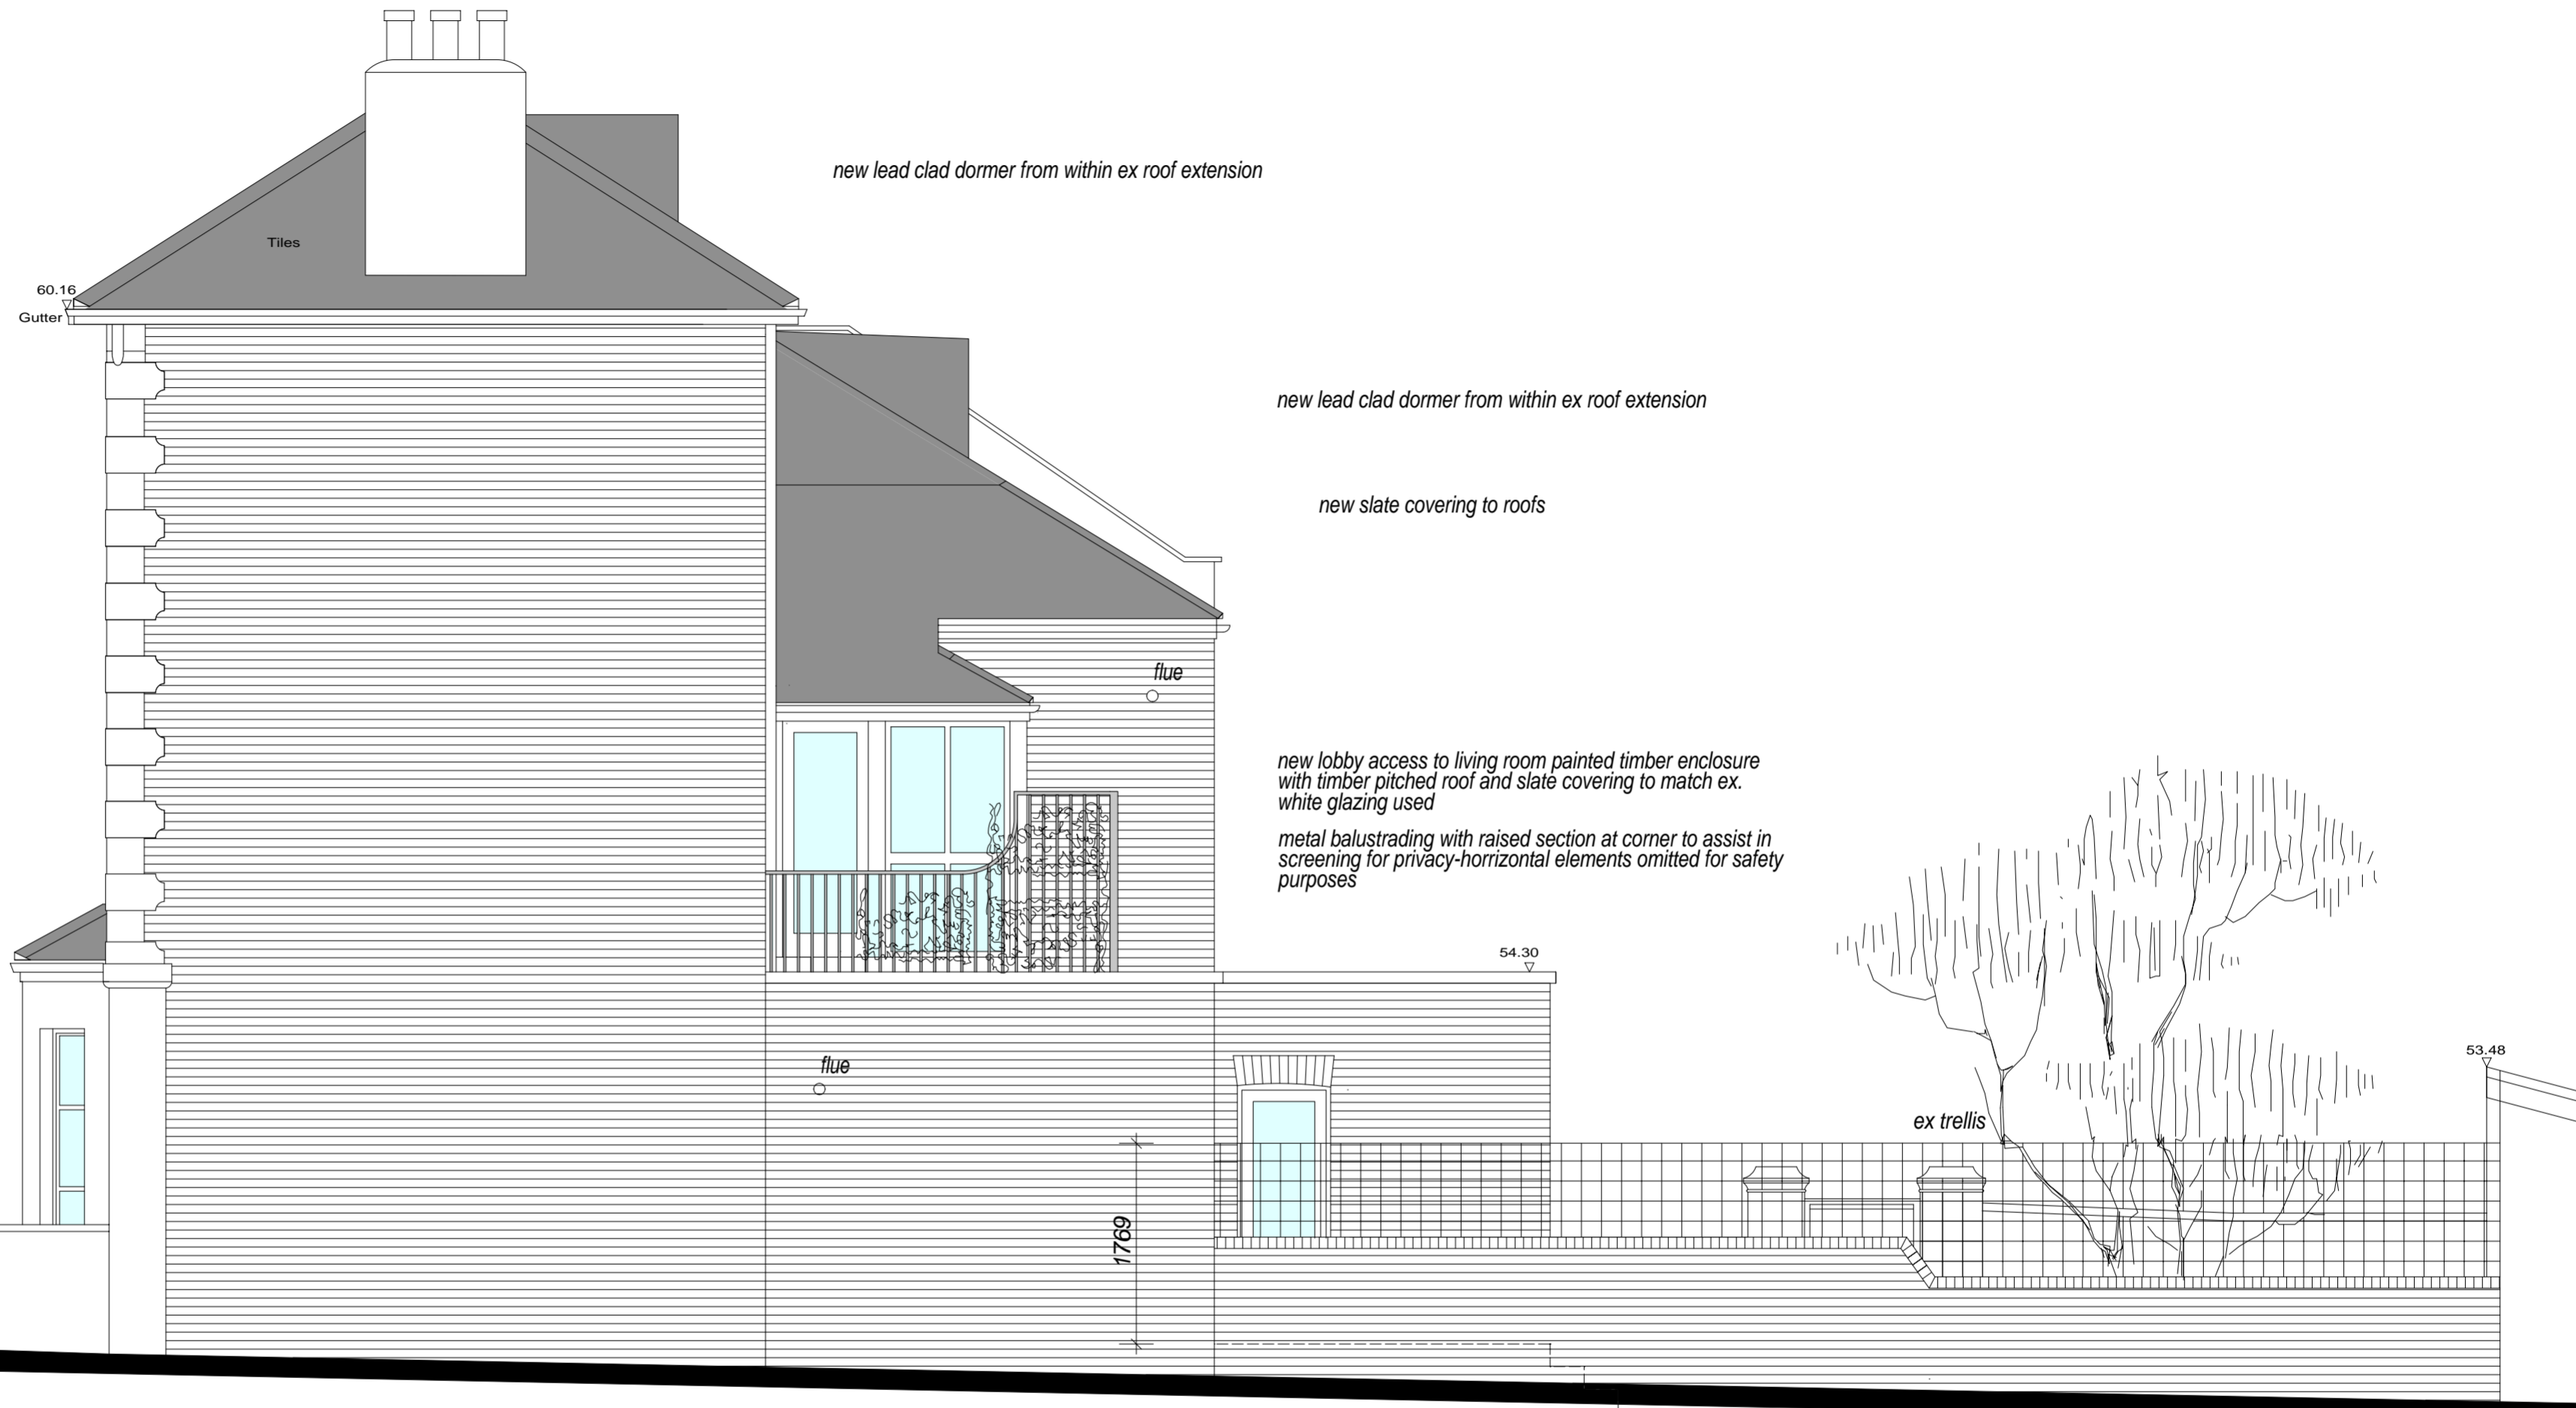 new lead clad dormer from within ex roof extension
Tiles
60.16
Gutter
new lead clad dormer from within ex roof extension
new slate covering to roofs
flue
new lobby access to living room painted timber enclosure
with timber pitched roof and slate covering to match ex.
white glazing used
metal balustrading with raised section at corner to assist in
screening for privacy-horrizontal elements omitted for safety
purposes
54.30
53.48
flue
ex trellis
1769